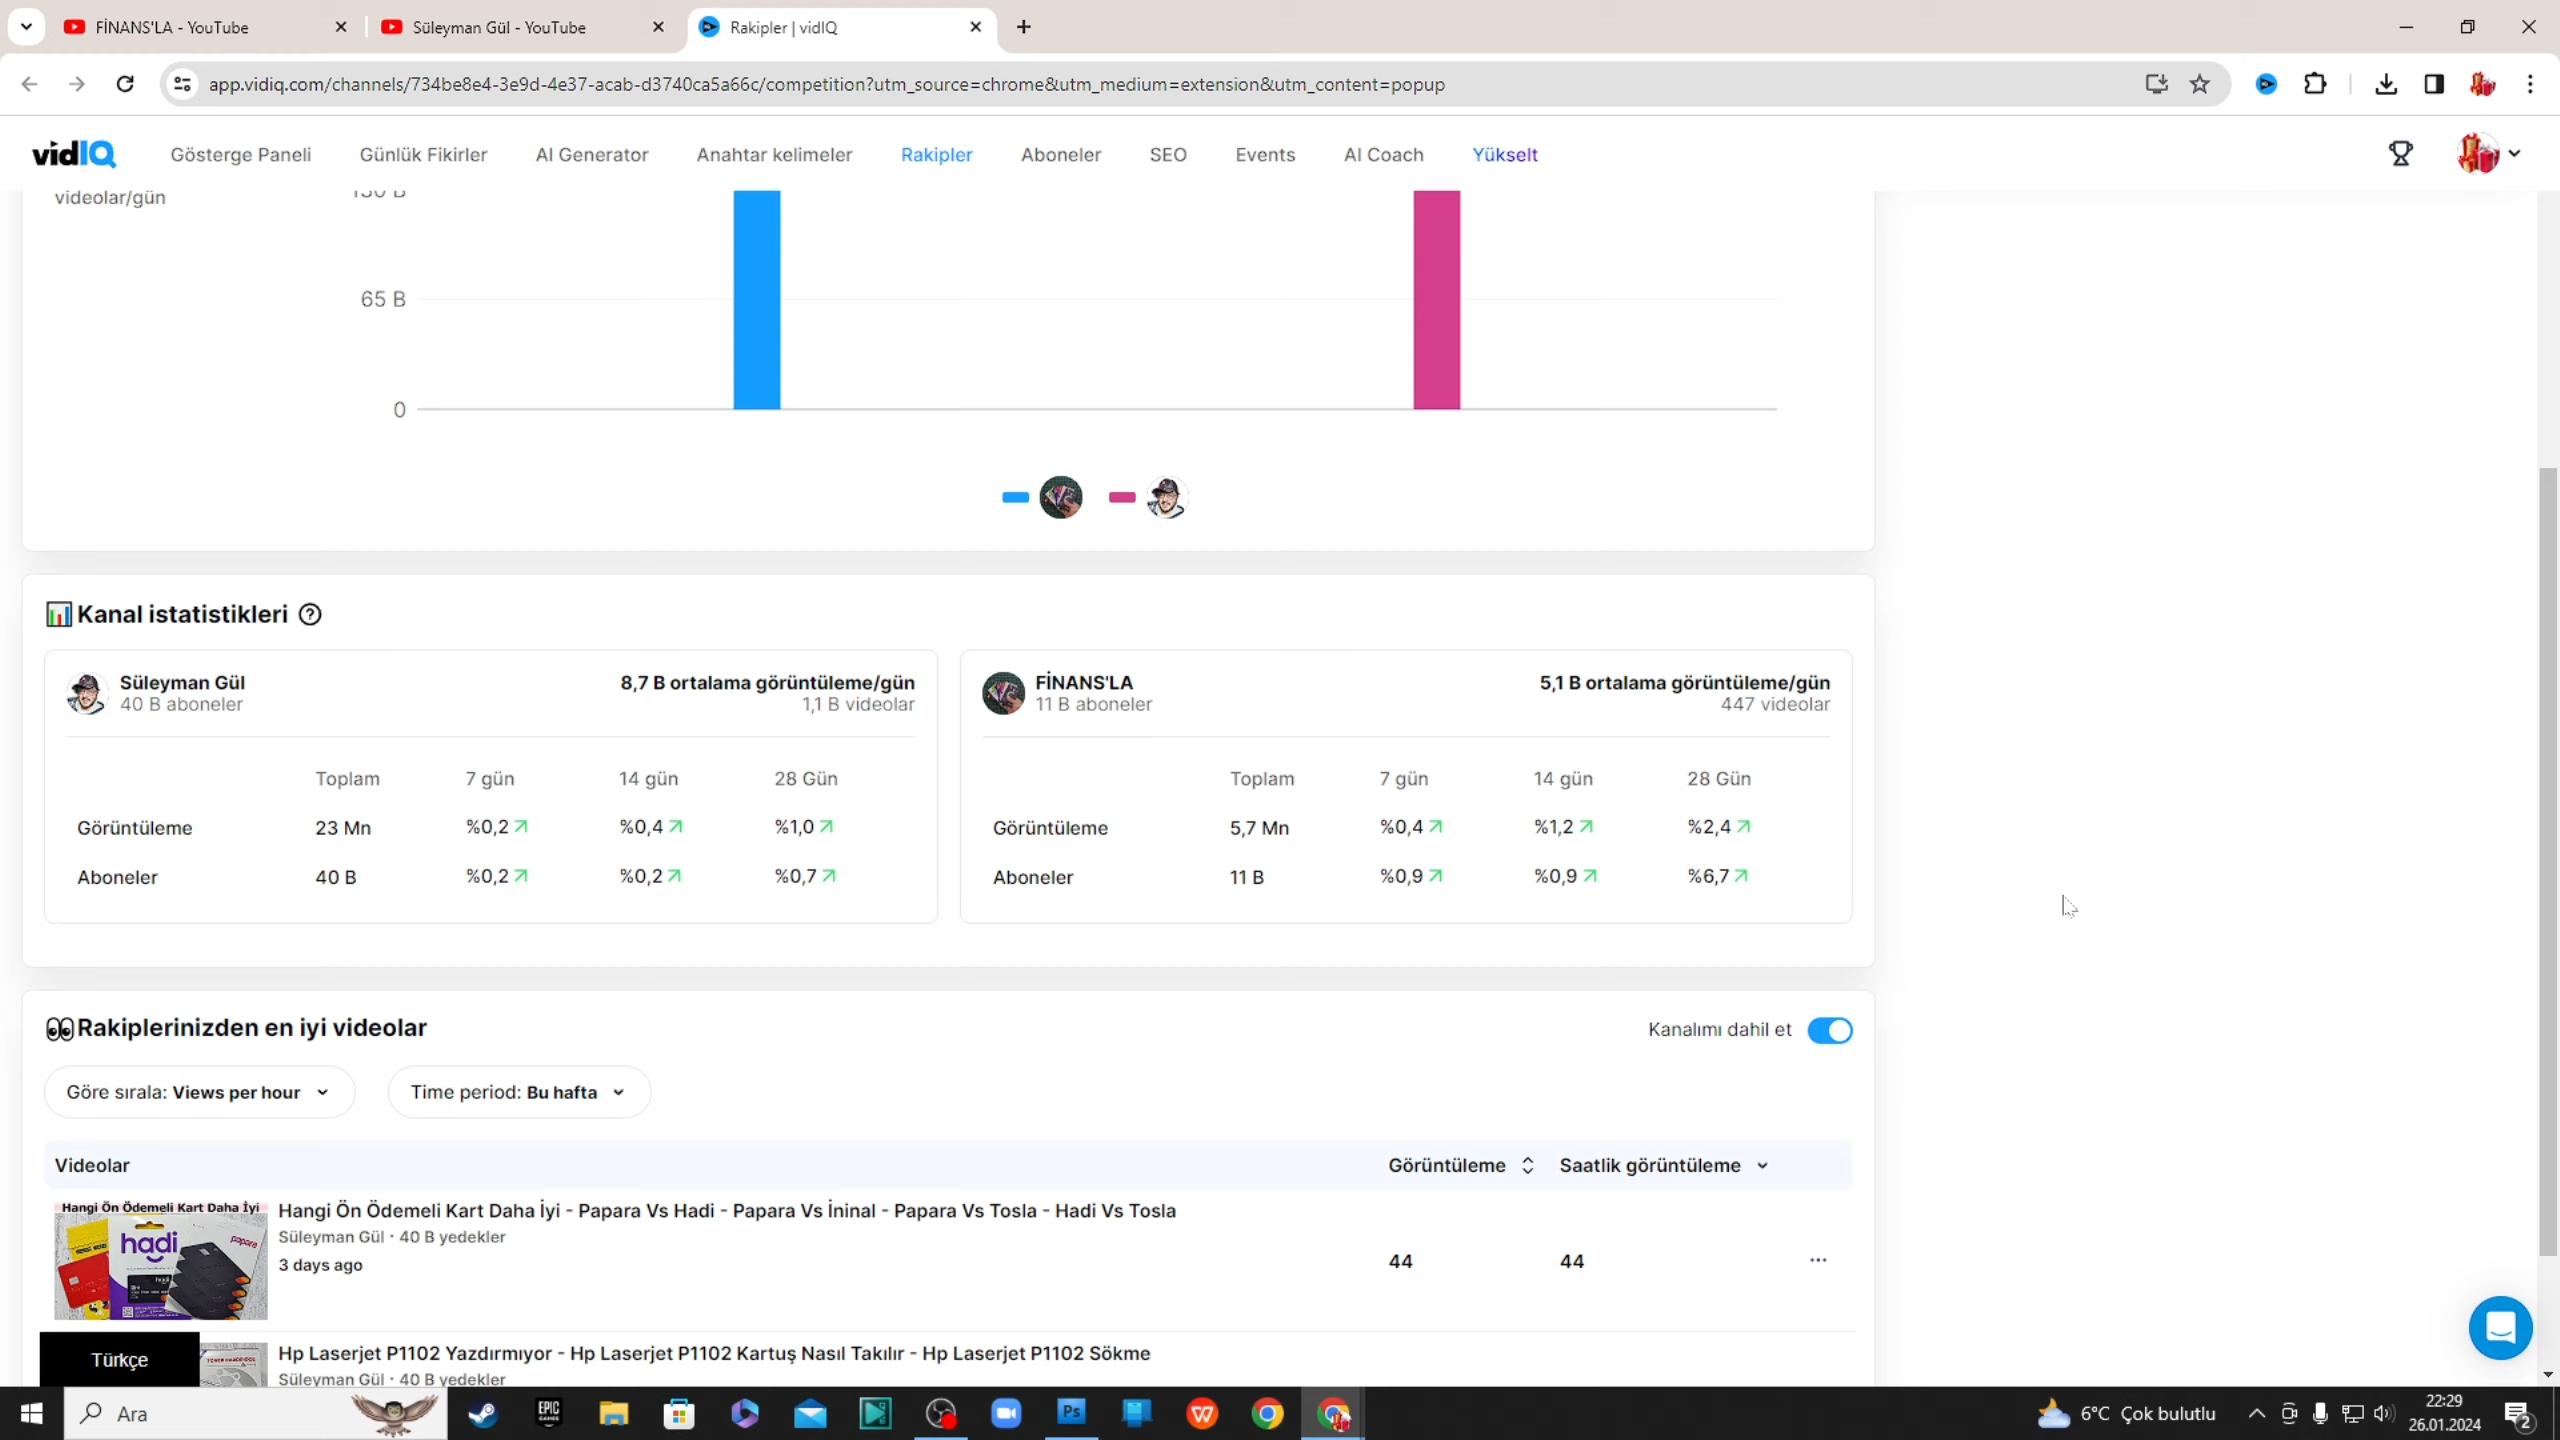 FİNANS'LA - YouTube
Süleyman Gül - YouTube
Rakipler | vidIQ
app.vidiq.com/channels/734be8e4-3e9d-4e37-acab-d3740ca5a66c/competition?utm_source=chrome&utm_medium=extension&utm_content=popup
vidIQ Gösterge Paneli Günlük Fikirler AI Generator Anahtar kelimeler Rakipler Aboneler SEO Events AI Coach Yükselt
videolar/gün
130 B
65 B
0
Kanal istatistikleri
Süleyman Gül 8,7 B ortalama görüntüleme/gün
40 B aboneler 1,1 B videolar
Toplam 7 gün 14 gün 28 Gün
Görüntüleme 23 Mn %0,2 %0,4 %1,0
Aboneler 40 B %0,2 %0,2 %0,7
FİNANS'LA 5,1 B ortalama görüntüleme/gün
11 B aboneler 447 videolar
Toplam 7 gün 14 gün 28 Gün
Görüntüleme 5,7 Mn %0,4 %1,2 %2,4
Aboneler 11 B %0,9 %0,9 %6,7
Rakiplerinizden en iyi videolar
Kanalımı dahil et
Göre sırala: Views per hour Time period: Bu hafta
Videolar Görüntüleme Saatlik görüntüleme
Hangi Ön Ödemeli Kart Daha İyi
hadi
papara
Hangi Ön Ödemeli Kart Daha İyi - Papara Vs Hadi - Papara Vs İninal - Papara Vs Tosla - Hadi Vs Tosla
Süleyman Gül • 40 B yedekler
3 days ago
44 44
Hp Laserjet P1102 Yazdırmıyor - Hp Laserjet P1102 Kartuş Nasıl Takılır - Hp Laserjet P1102 Sökme
Süleyman Gül • 40 B yedekler
Türkçe
Ara
EPIC GAMES
Ps
6°C Çok bulutlu
22:29
26.01.2024
2